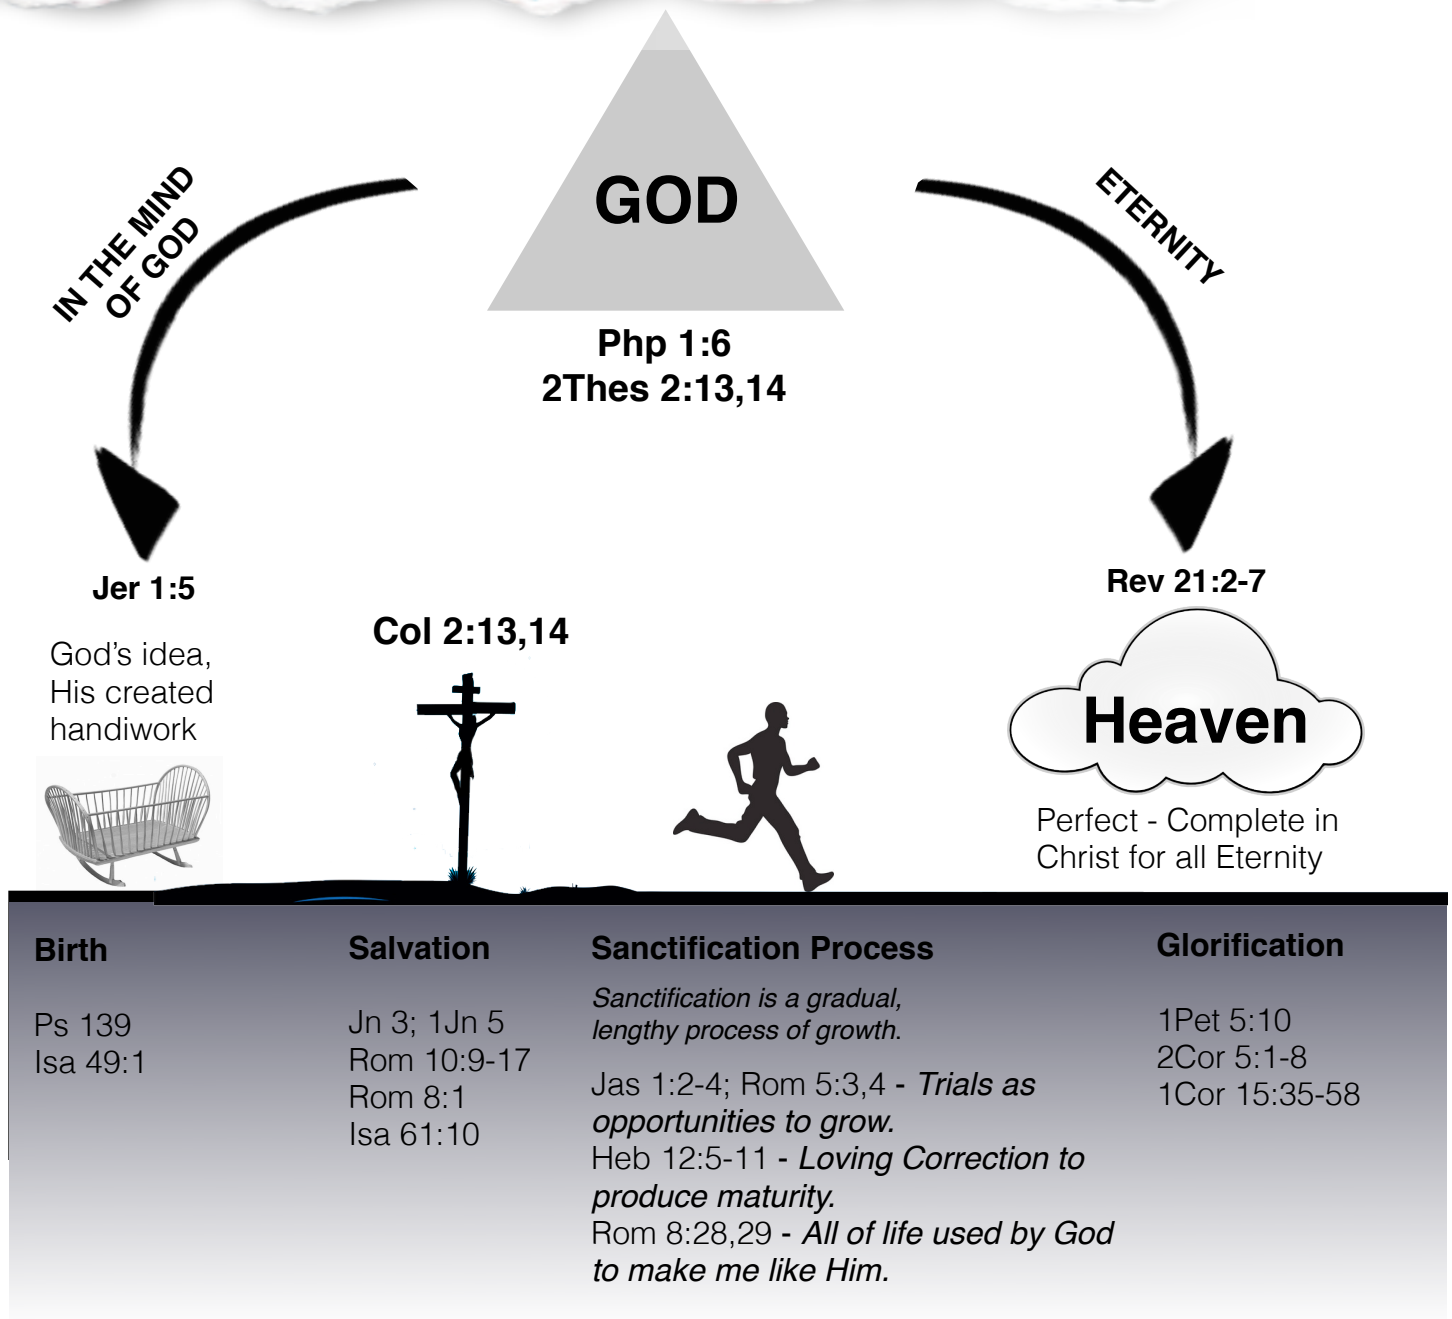 GOD
IN THE MIND
OF GOD
ETERNITY
Php 1:6
2Thes 2:13,14
Jer 1:5
God’s idea,
His created
handiwork
Col 2:13,14
Rev 21:2-7
Heaven
Perfect - Complete in
Christ for all Eternity
Birth
Ps 139
Isa 49:1
Salvation
Jn 3; 1Jn 5
Rom 10:9-17
Rom 8:1
Isa 61:10
Sanctification Process
Sanctification is a gradual,
lengthy process of growth.
Jas 1:2-4; Rom 5:3,4 - Trials as
opportunities to grow.
Heb 12:5-11 - Loving Correction to
produce maturity.
Rom 8:28,29 - All of life used by God
to make me like Him.
Glorification
1Pet 5:10
2Cor 5:1-8
1Cor 15:35-58